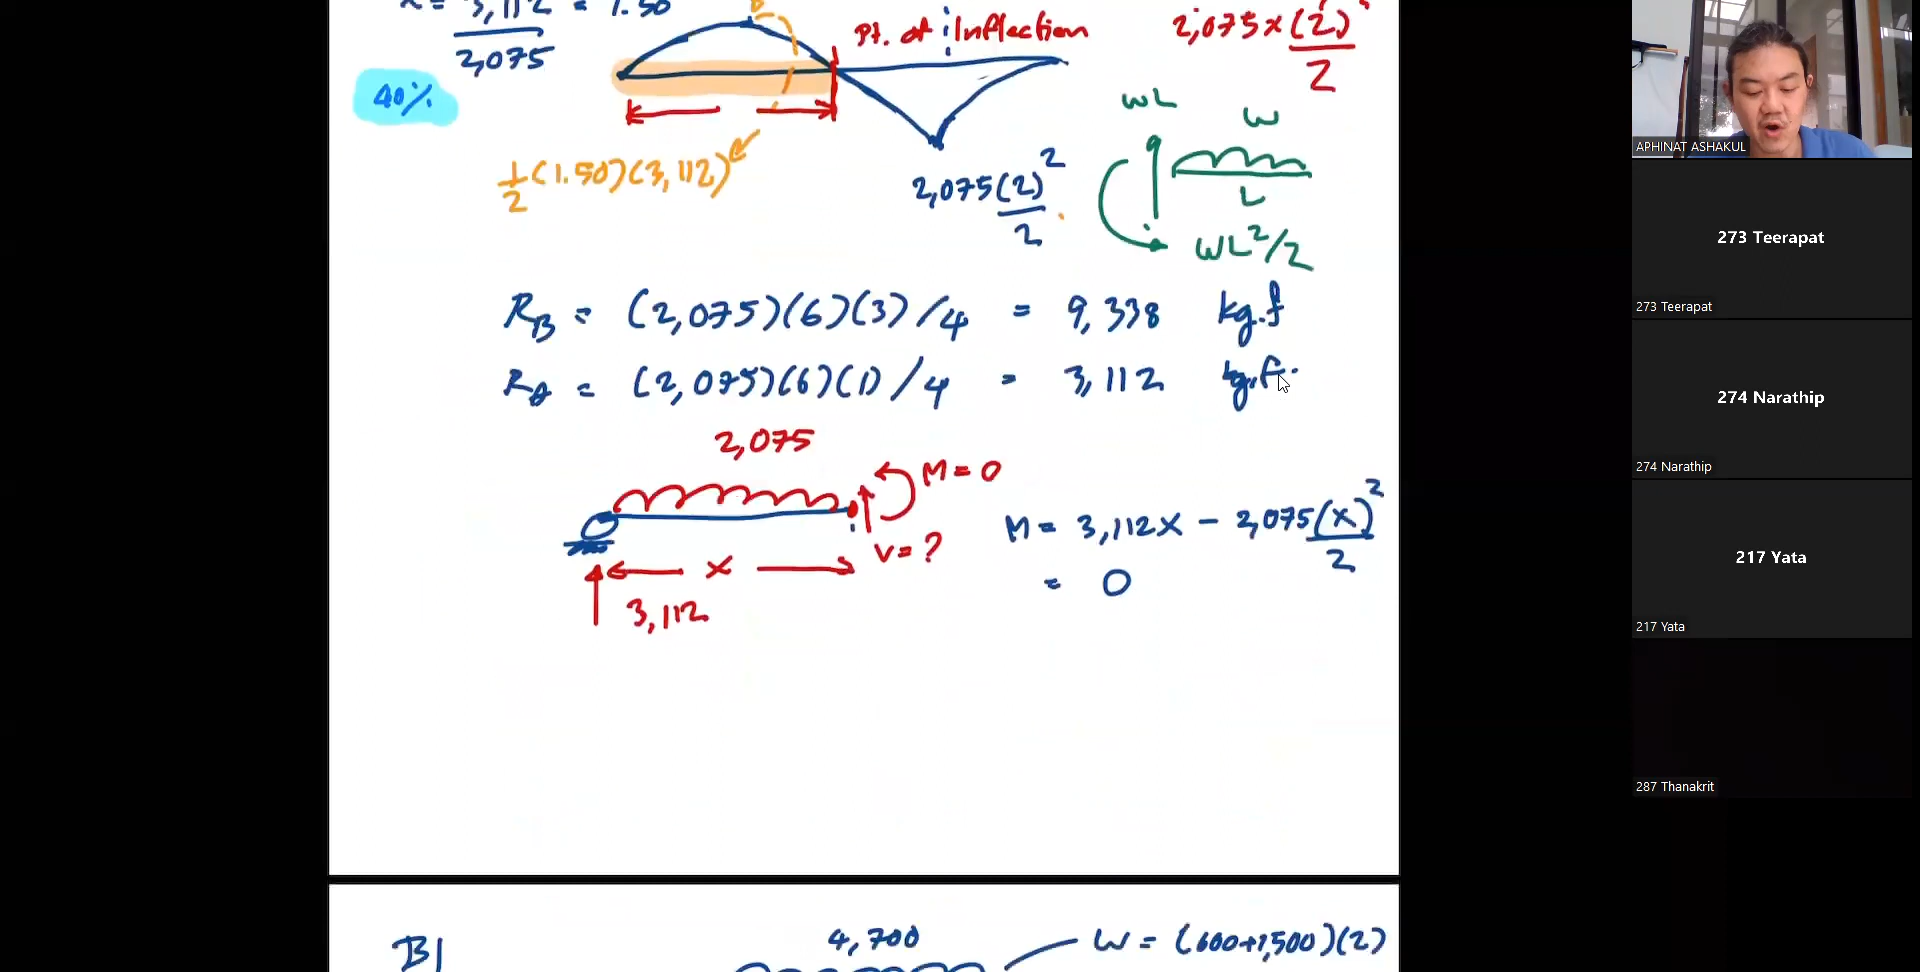 x = 3,112 = 1.50
2,075
Pt. of Inflection
2,075 x (2)
2
40%
WL
W
L
WL²/2
1/2 (1.50)(3,112)
2,075(2)²
2
R_B = (2,075)(6)(3)/4 = 9,338 kg.f
R_A = (2,075)(6)(1)/4 = 3,112 kg.f.
2,075
M = 0
V = ?
x
3,112
M = 3,112x - 2,075(x)²
2
= 0
B1
4,700
W = (600+1,500)(2)
APHINAT ASHAKUL
273 Teerapat
273 Teerapat
274 Narathip
274 Narathip
217 Yata
217 Yata
287 Thanakrit